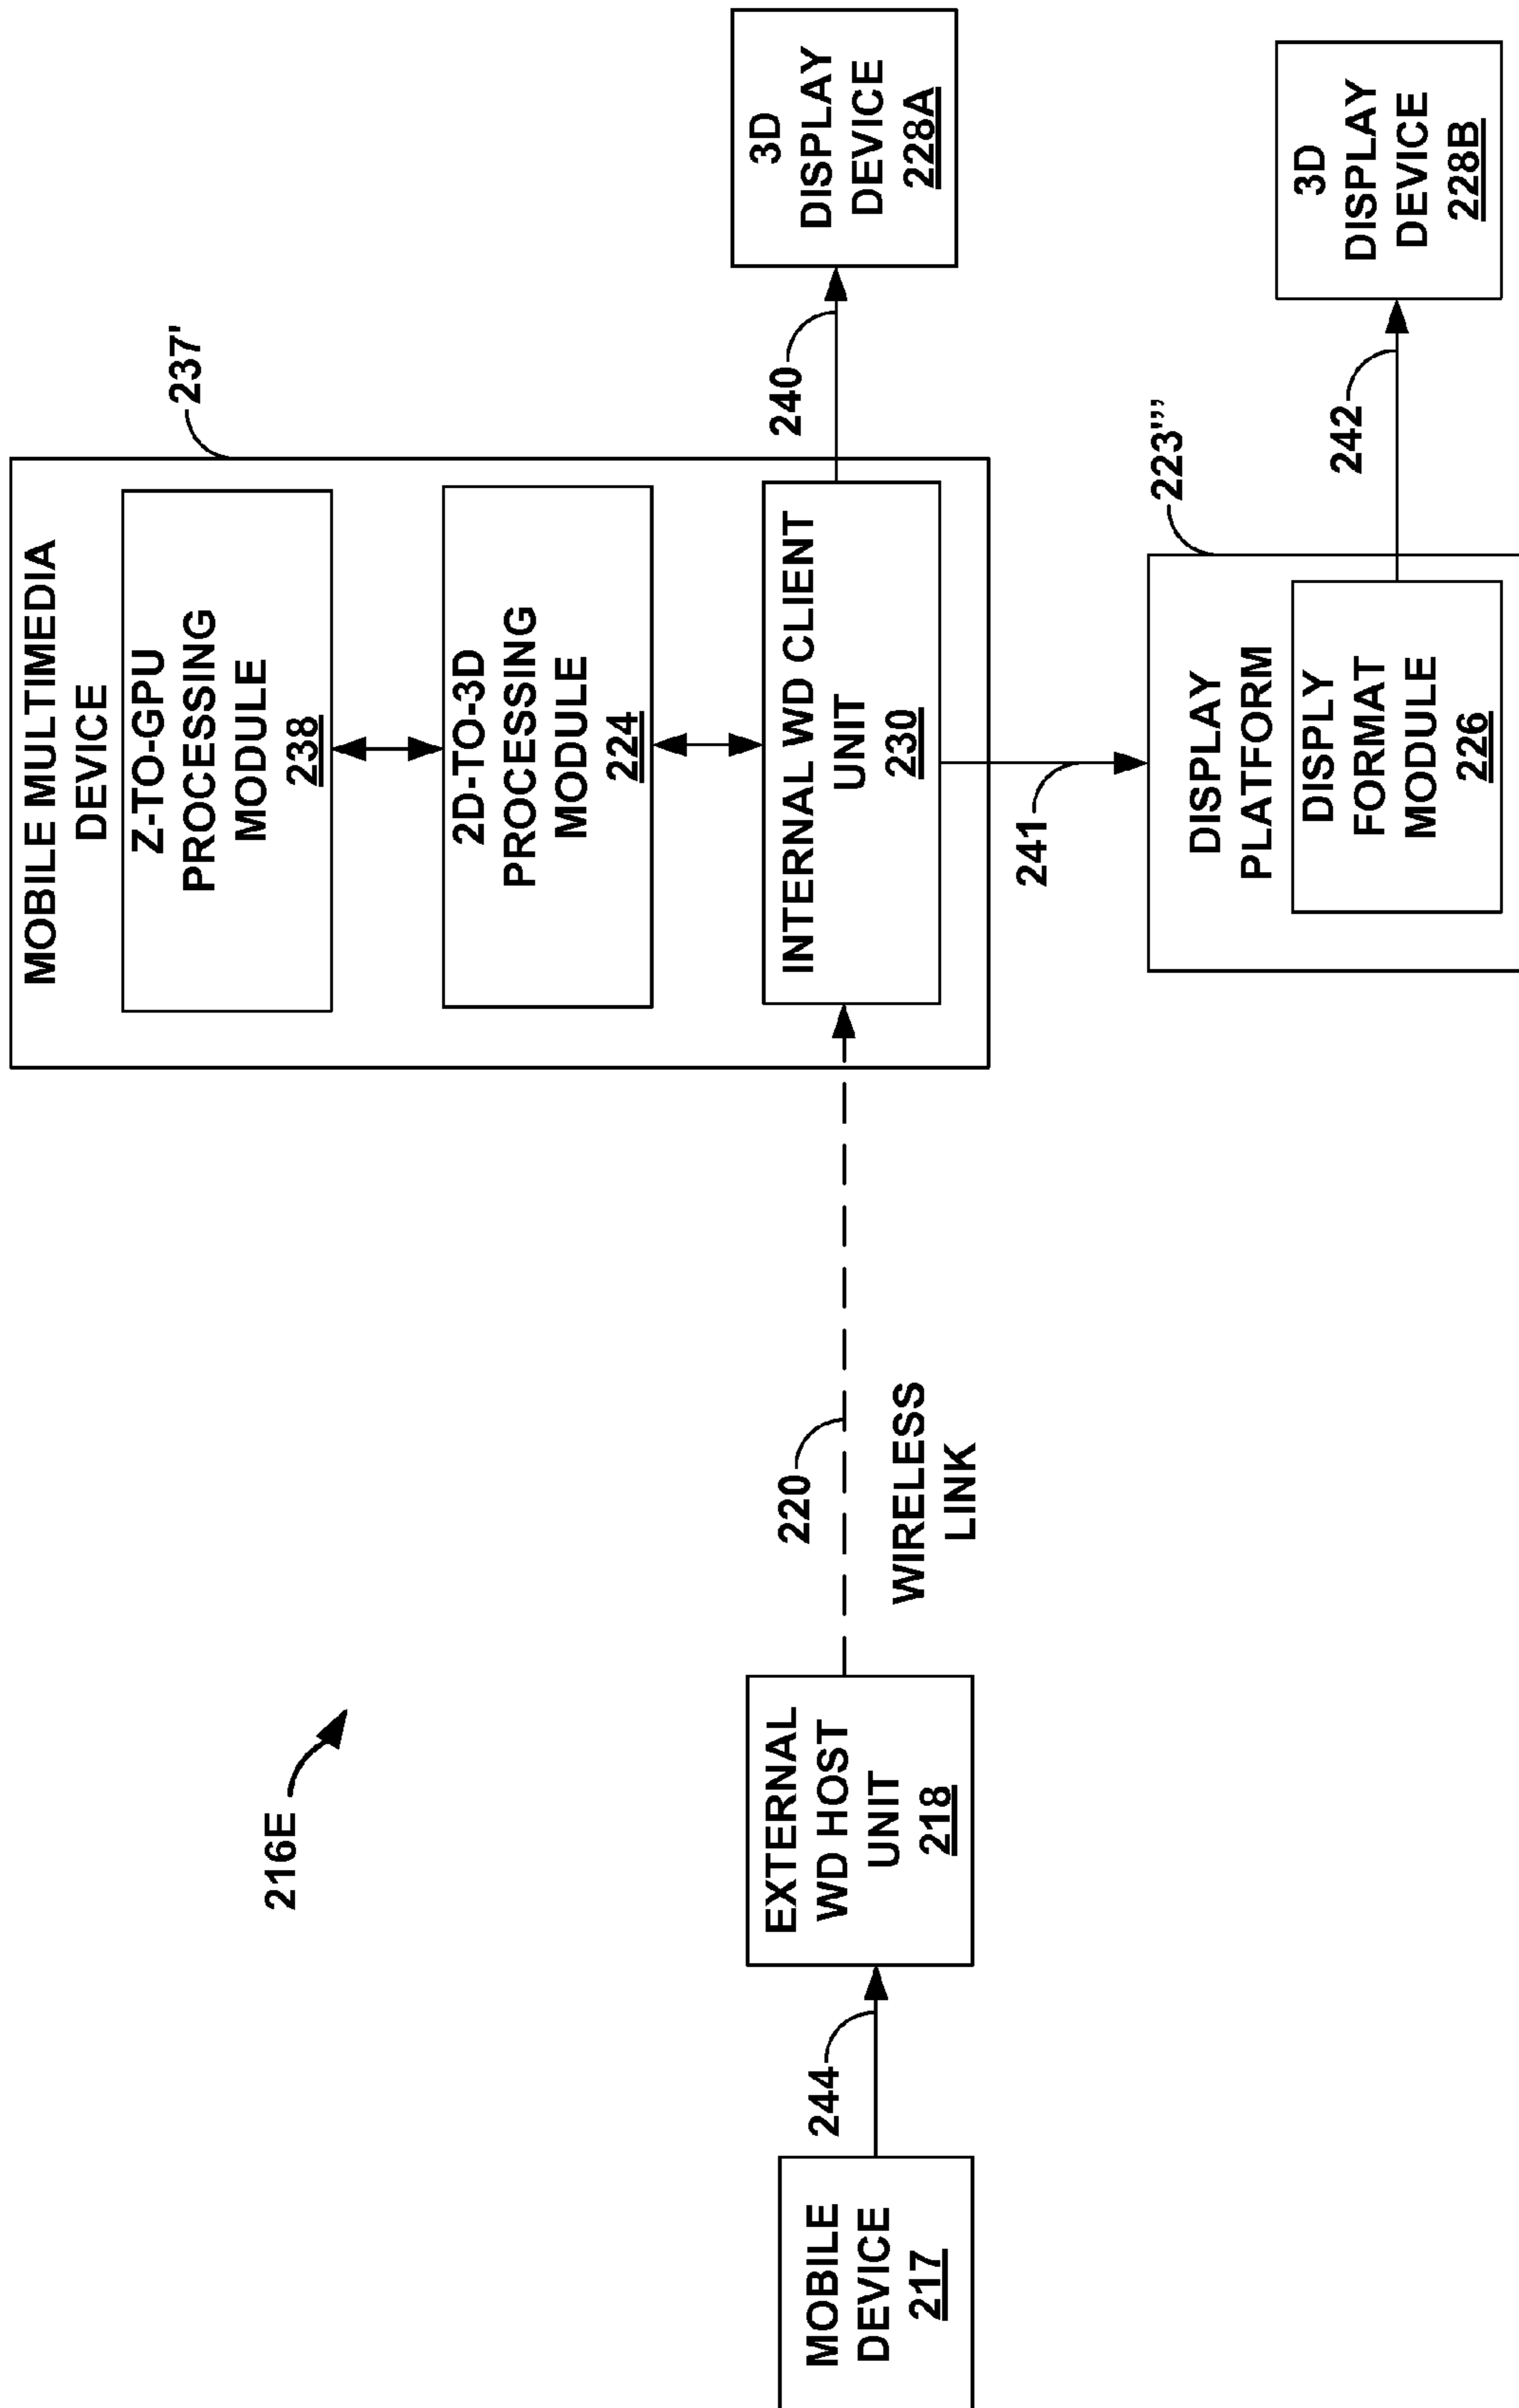 216E
MOBILE
DEVICE
217
244
EXTERNAL
WD HOST
UNIT
218
220
WIRELESS
LINK
MOBILE MULTIMEDIA
DEVICE
237'
Z-TO-GPU
PROCESSING
MODULE
238
2D-TO-3D
PROCESSING
MODULE
224
INTERNAL WD CLIENT
UNIT
230
240
3D
DISPLAY
DEVICE
228A
241
DISPLAY
PLATFORM
223''''
DISPLY
FORMAT
MODULE
226
242
3D
DISPLAY
DEVICE
228B